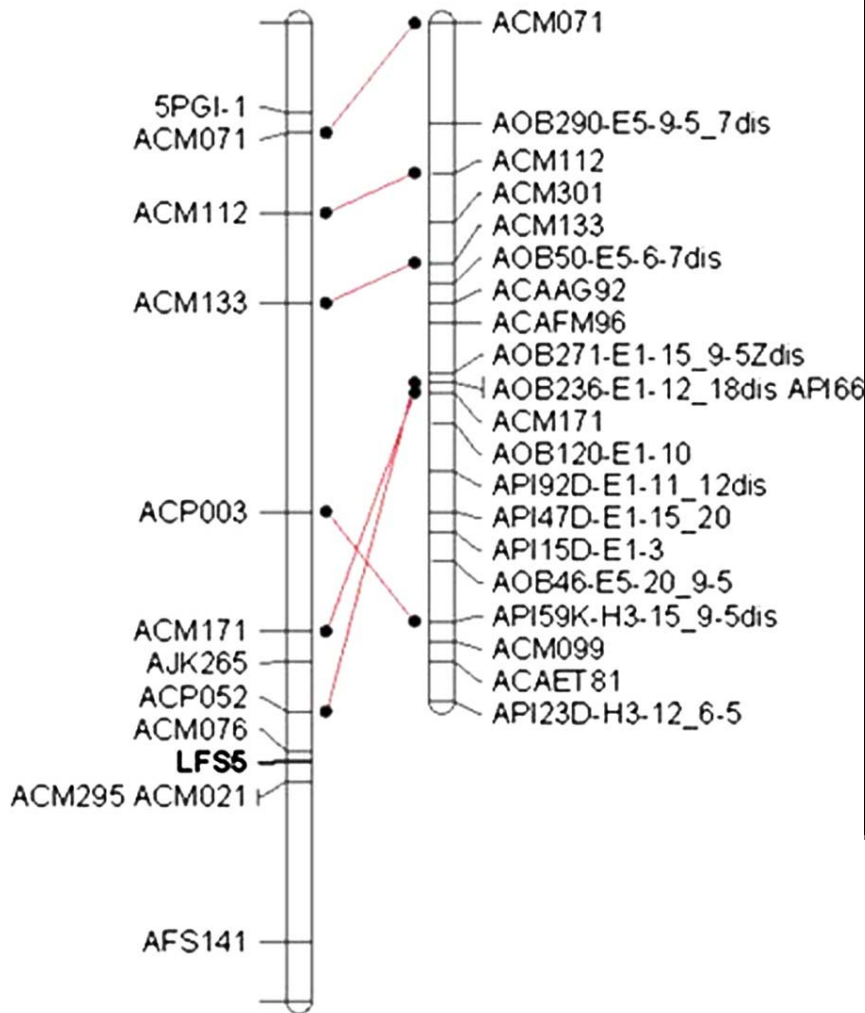 5PGI-1
ACM071
ACM112
ACM133
ACP003
ACM171
AJK265
ACP052
ACM076
LFS5
ACM295 ACM021
AFS141
ACM071
AOB290-E5-9-5_7dis
ACM112
ACM301
ACM133
AOB50-E5-6-7dis
ACAAG92
ACAFM96
AOB271-E1-15_9-5Zdis
AOB236-E1-12_18dis API66
ACM171
AOB120-E1-10
API92D-E1-11_12dis
API47D-E1-15_20
API15D-E1-3
AOB46-E5-20_9-5
API59K-H3-15_9-5dis
ACM099
ACAET81
API23D-H3-12_6-5